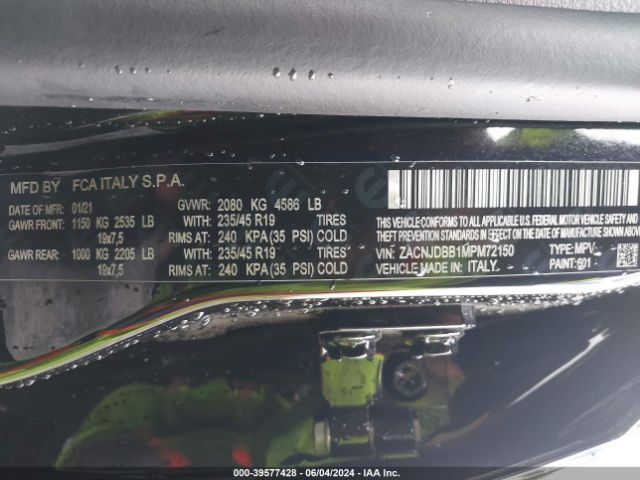 MFD BY FCA ITALY S.P.A.
DATE OF MFR: 01/21 GVWR: 2080 KG 4586 LB
GAWR FRONT: 1150 KG 2535 LB WITH: 235/45 R19 TIRES
19x7,5 RIMS AT: 240 KPA (35 PSI) COLD
GAWR REAR: 1000 KG 2205 LB WITH: 235/45 R19 TIRES
19x7,5 RIMS AT: 240 KPA (35 PSI) COLD
THIS VEHICLE CONFORMS TO ALL APPLICABLE
U.S.A. FEDERAL MOTOR VEHICLE SAFETY, BUMPER, AND
THEFT PREVENTION STANDARDS IN EFFECT ON THE
DATE OF MANUFACTURE SHOWN ABOVE.
VIN: ZACNJDBB1MPM72150 TYPE: MPV
VEHICLE MADE IN: ITALY PAINT: 601
000-39577428 - 06/04/2024 - IAA Inc.